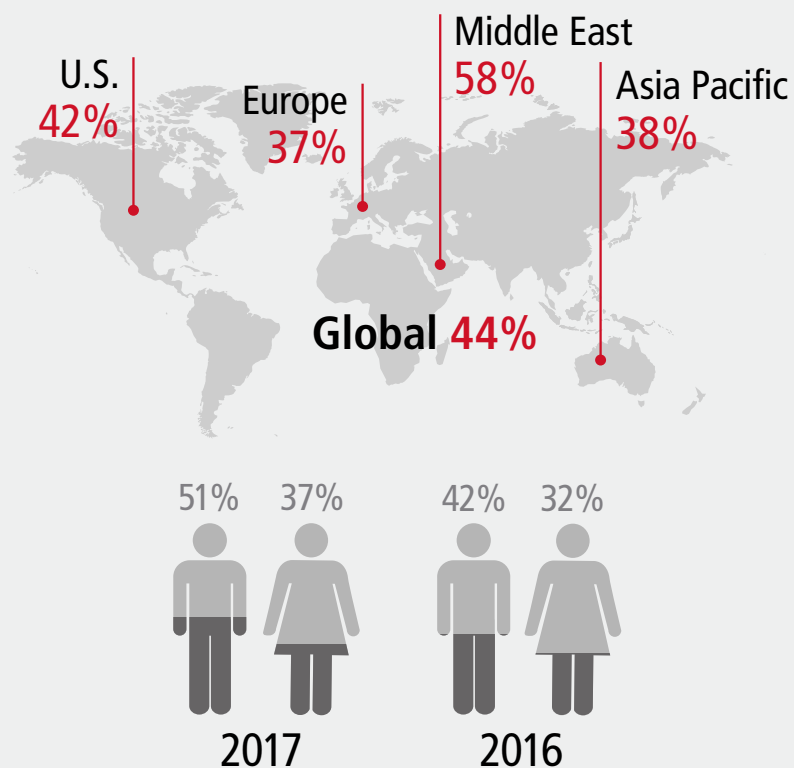 U.S.
42%
Europe
37%
Middle East
58%
Asia Pacific
38%
Global 44%
51%
37%
42%
32%
2017
2016